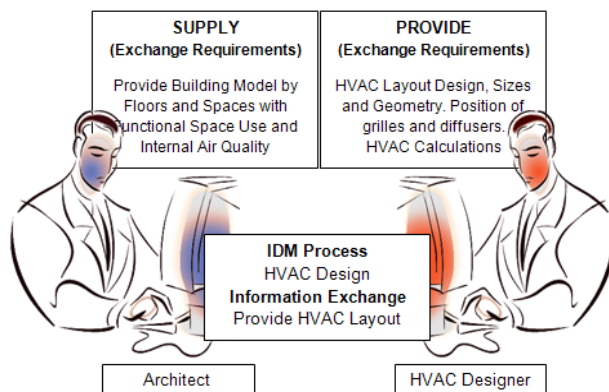 SUPPLY
(Exchange Requirements)
Provide Building Model by
Floors and Spaces with
Functional Space Use and
Internal Air Quality
PROVIDE
(Exchange Requirements)
HVAC Layout Design, Sizes
and Geometry. Position of
grilles and diffusers.
HVAC Calculations
IDM Process
HVAC Design
Information Exchange
Provide HVAC Layout
Architect
HVAC Designer